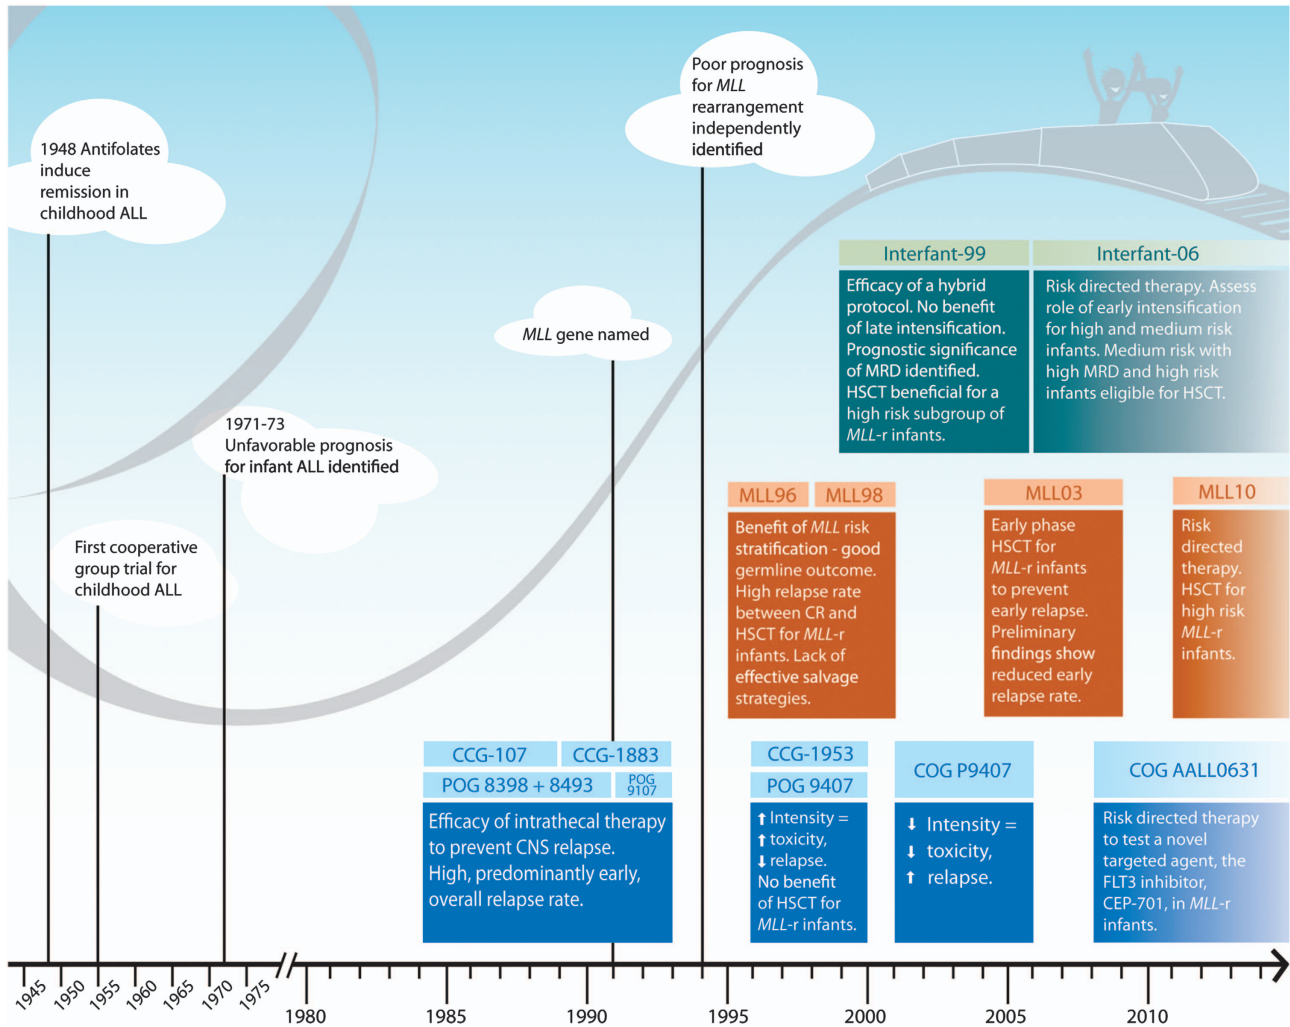 1948 Antifolates
induce
remission in
childhood ALL
First cooperative
group trial for
childhood ALL
1971-73
Unfavorable prognosis
for infant ALL identified
MLL gene named
Poor prognosis
for MLL
rearrangement
independently
identified
Interfant-99
Efficacy of a hybrid
protocol. No benefit
of late intensification.
Prognostic significance
of MRD identified.
HSCT beneficial for a
high risk subgroup of
MLL-r infants.
Interfant-06
Risk directed therapy. Assess
role of early intensification
for high and medium risk
infants. Medium risk with
high MRD and high risk
infants eligible for HSCT.
MLL96
MLL98
Benefit of MLL risk
stratification - good
germline outcome.
High relapse rate
between CR and
HSCT for MLL-r
infants. Lack of
effective salvage
strategies.
MLL03
Early phase
HSCT for
MLL-r infants
to prevent
early relapse.
Preliminary
findings show
reduced early
relapse rate.
MLL10
Risk
directed
therapy.
HSCT for
high risk
MLL-r
infants.
CCG-107
CCG-1883
POG 8398 + 8493
POG
9107
Efficacy of intrathecal therapy
to prevent CNS relapse.
High, predominantly early,
overall relapse rate.
CCG-1953
POG 9407
⬆ Intensity =
⬆ toxicity,
⬇ relapse.
No benefit
of HSCT for
MLL-r infants.
COG P9407
⬇ Intensity =
⬇ toxicity,
⬆ relapse.
COG AALL0631
Risk directed therapy
to test a novel
targeted agent, the
FLT3 inhibitor,
CEP-701, in MLL-r
infants.
1945
1950
1955
1960
1965
1970
1975
1980
1985
1990
1995
2000
2005
2010